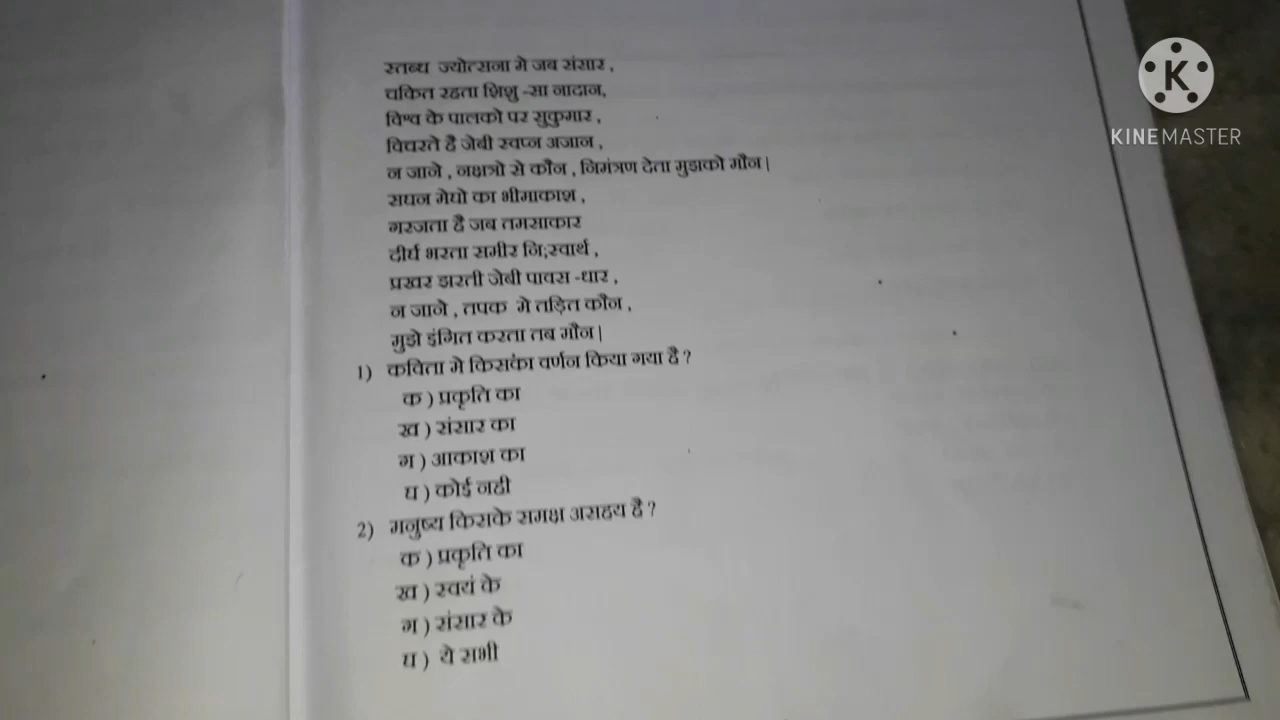 स्तब्ध ज्योत्सना मे जब संसार ,
चकित रहता शिशु -सा नादान,
विश्व के पालको पर सुकुमार ,
विचरते है जेबी स्वप्न अजान ,
न जाने , नक्षत्रो से कौन , निमंत्रण देता मुझको मौन |
सघन मेघो का भीमाकाश ,
गरजता है जब तमसाकार
दीर्घ भरता समीर नि;स्वार्थ ,
प्रखर झरती जेबी पावस -धार ,
न जाने , तपक मे तड़ित कौन ,
मुझे इंगित करता तब मौन |
1) कविता मे किसका वर्णन किया गया है ?
क ) प्रकृति का
ख ) संसार का
ग ) आकाश का
घ ) कोई नही
2) मनुष्य किसके समक्ष असहय है ?
क ) प्रकृति का
ख ) स्वयं के
ग ) संसार के
घ ) ये सभी
K
KINEMASTER